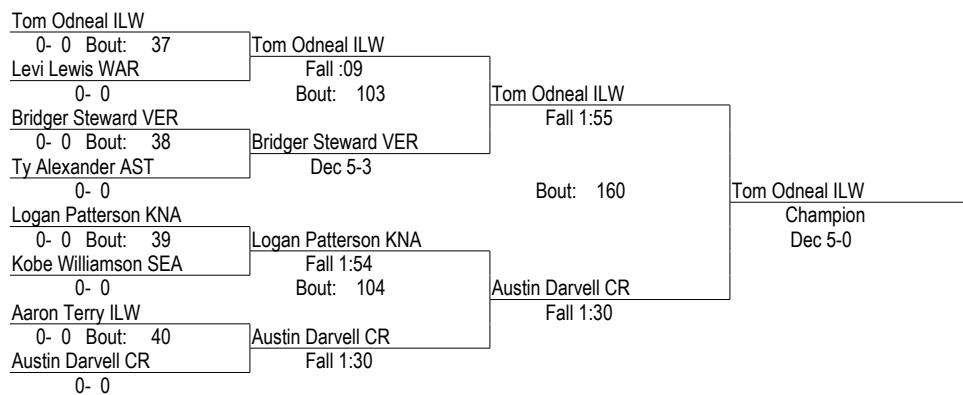 Tom Odneal ILW
0- 0 Bout: 37
Tom Odneal ILW
Levi Lewis WAR
Fall :09
0- 0
Bout: 103
Tom Odneal ILW
Bridger Steward VER
Fall 1:55
0- 0 Bout: 38
Bridger Steward VER
Ty Alexander AST
Dec 5-3
0- 0
Bout: 160
Tom Odneal ILW
Logan Patterson KNA
Champion
0- 0 Bout: 39
Logan Patterson KNA
Dec 5-0
Kobe Williamson SEA
Fall 1:54
0- 0
Bout: 104
Austin Darvell CR
Aaron Terry ILW
Fall 1:30
0- 0 Bout: 40
Austin Darvell CR
Austin Darvell CR
Fall 1:30
0- 0